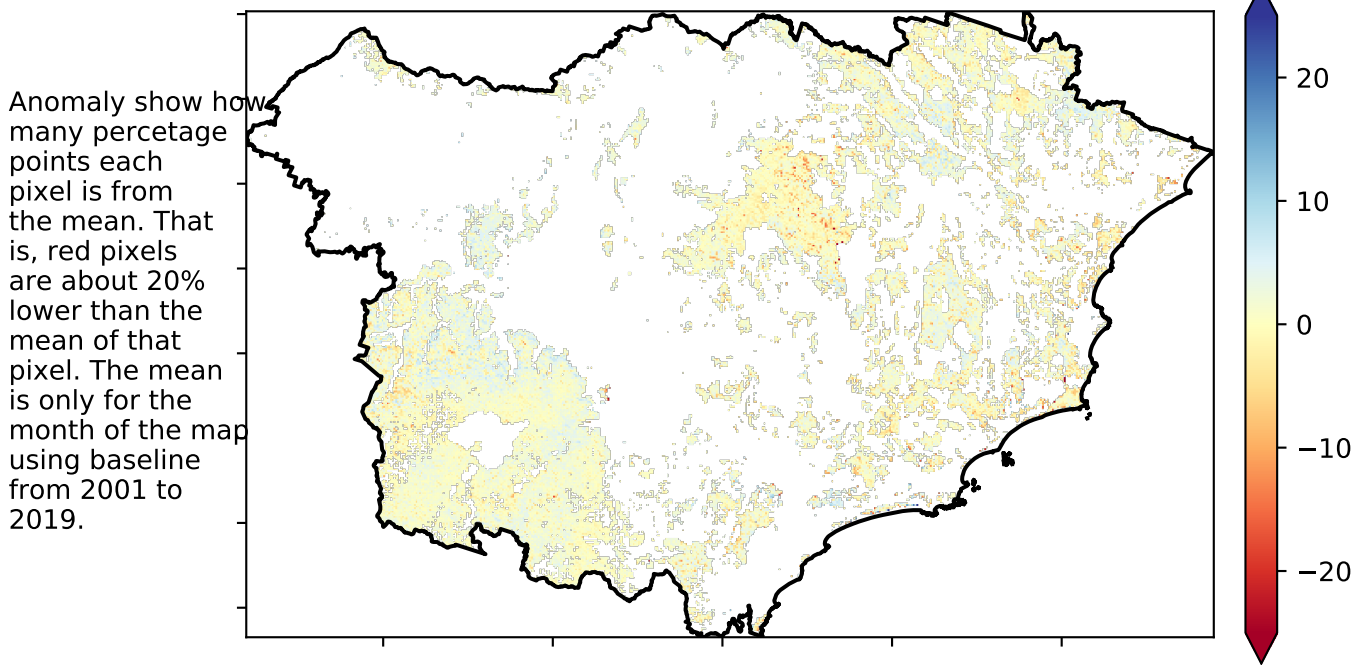 Anomaly show how
many percetage
points each
pixel is from
the mean. That
is, red pixels
are about 20%
lower than the
mean of that
pixel. The mean
is only for the
month of the map
using baseline
from 2001 to
2019.
20
10
0
−10
−20